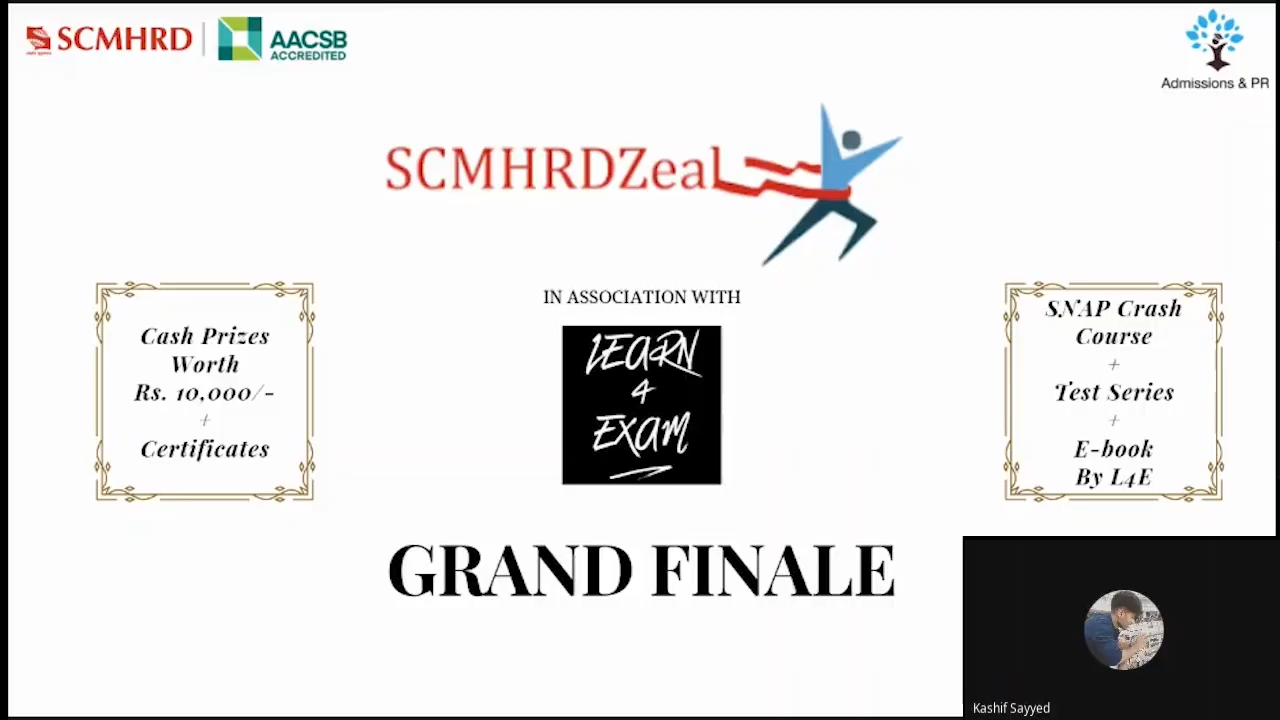 SCMHRD
AACSB
ACCREDITED
Admissions & PR
SCMHRDZeal
IN ASSOCIATION WITH
LEARN
4
EXAM
Cash Prizes
Worth
Rs. 10,000/-
+
Certificates
SNAP Crash
Course
+
Test Series
+
E-book
By L4E
GRAND FINALE
Kashif Sayyed